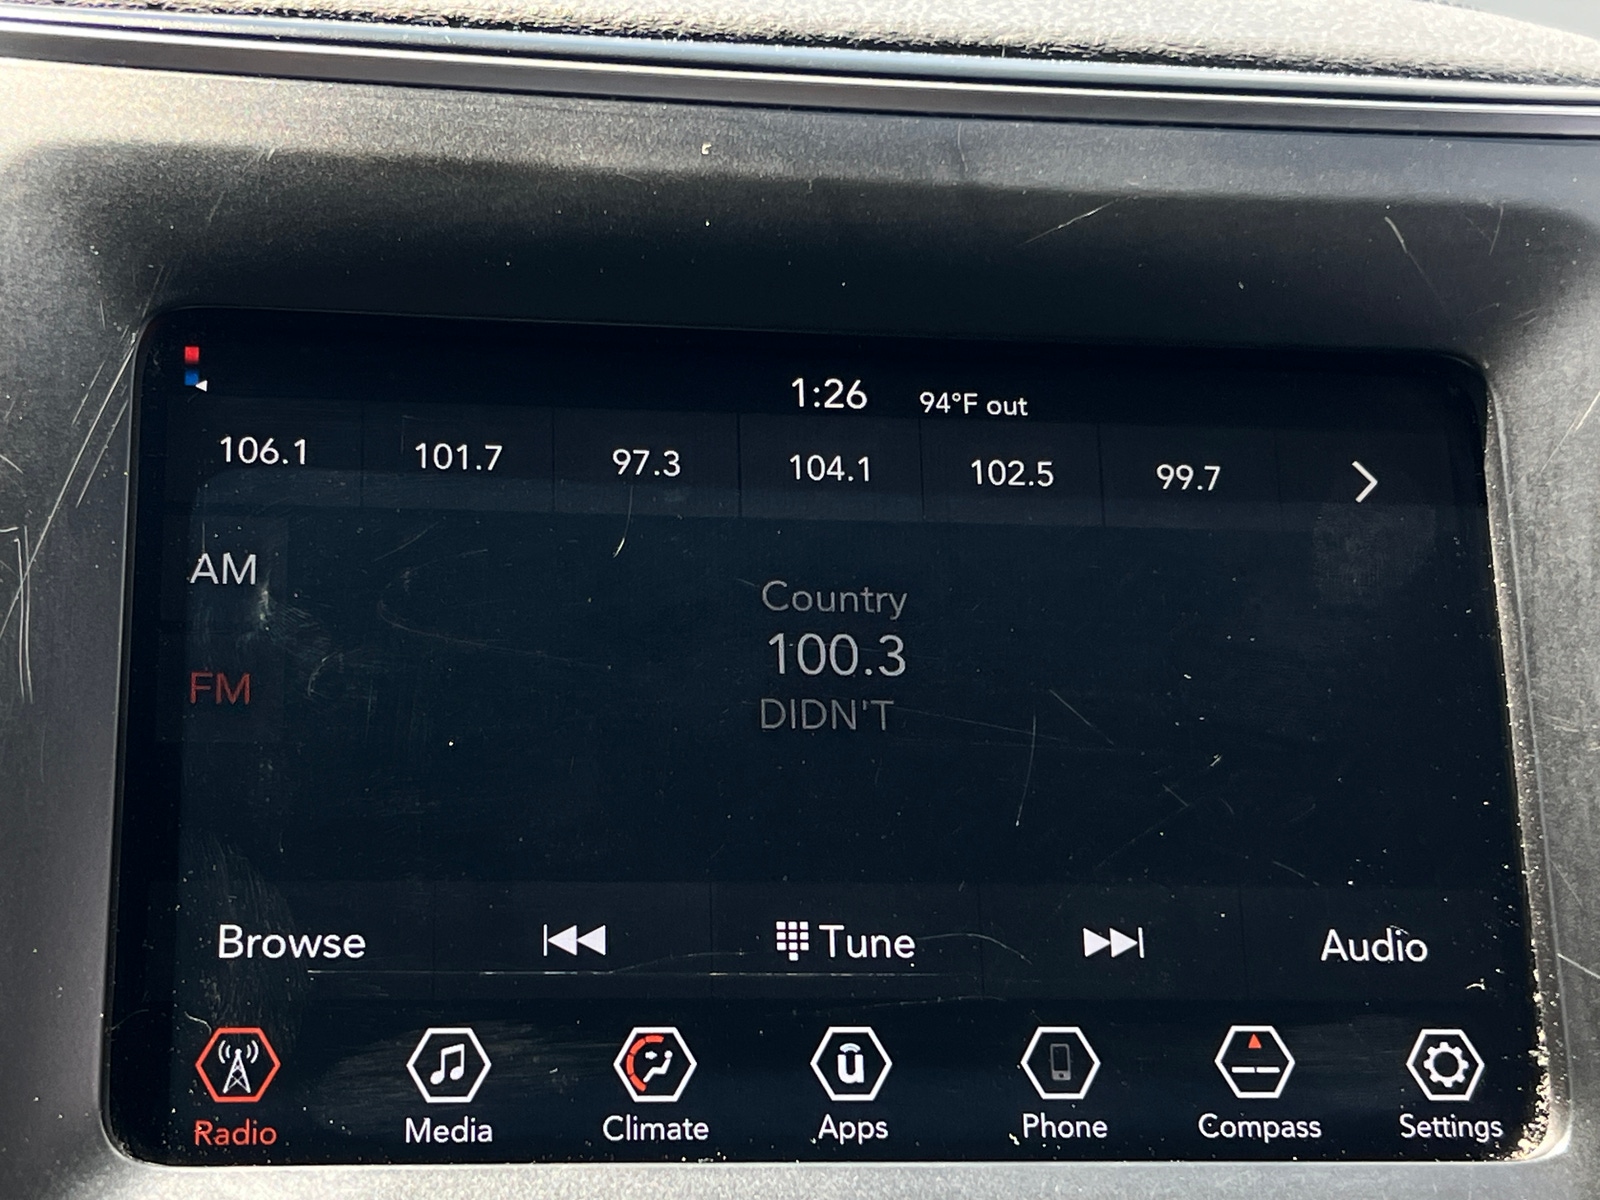 1:26 94°F out
106.1 101.7 97.3 104.1 102.5 99.7
AM
Country
100.3
FM
DIDN'T
Browse Tune Audio
u
Radio Media Climate Apps Phone Compass Settings